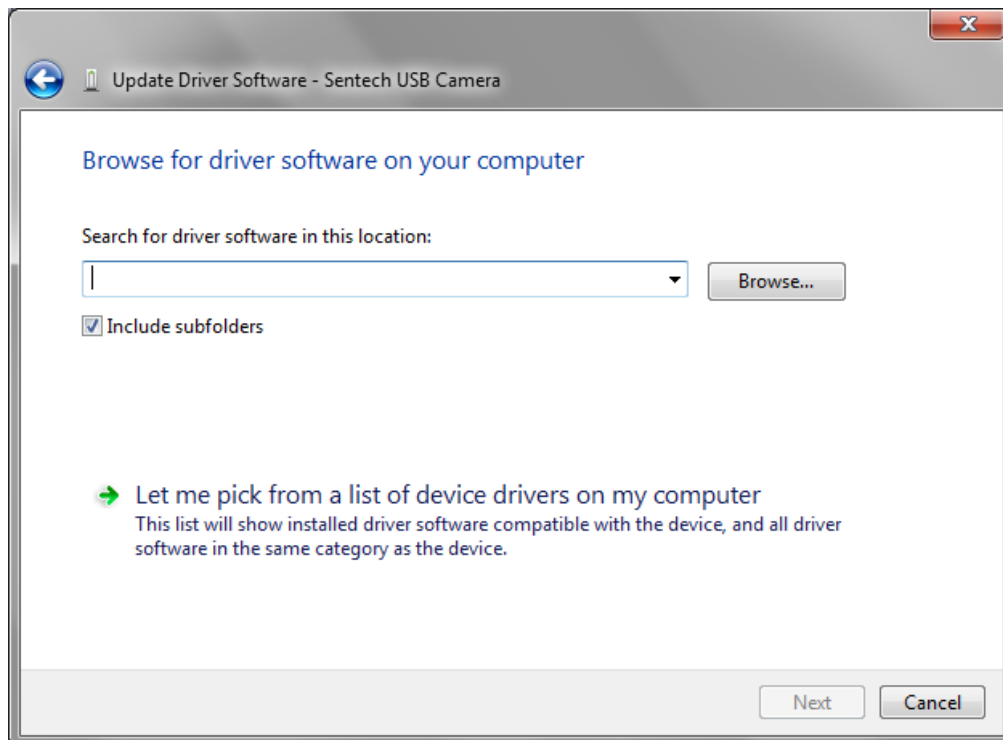 Update Driver Software - Sentech USB Camera
Browse for driver software on your computer
Search for driver software in this location:
Browse...
Include subfolders
Let me pick from a list of device drivers on my computer
This list will show installed driver software compatible with the device, and all driver
software in the same category as the device.
Next
Cancel